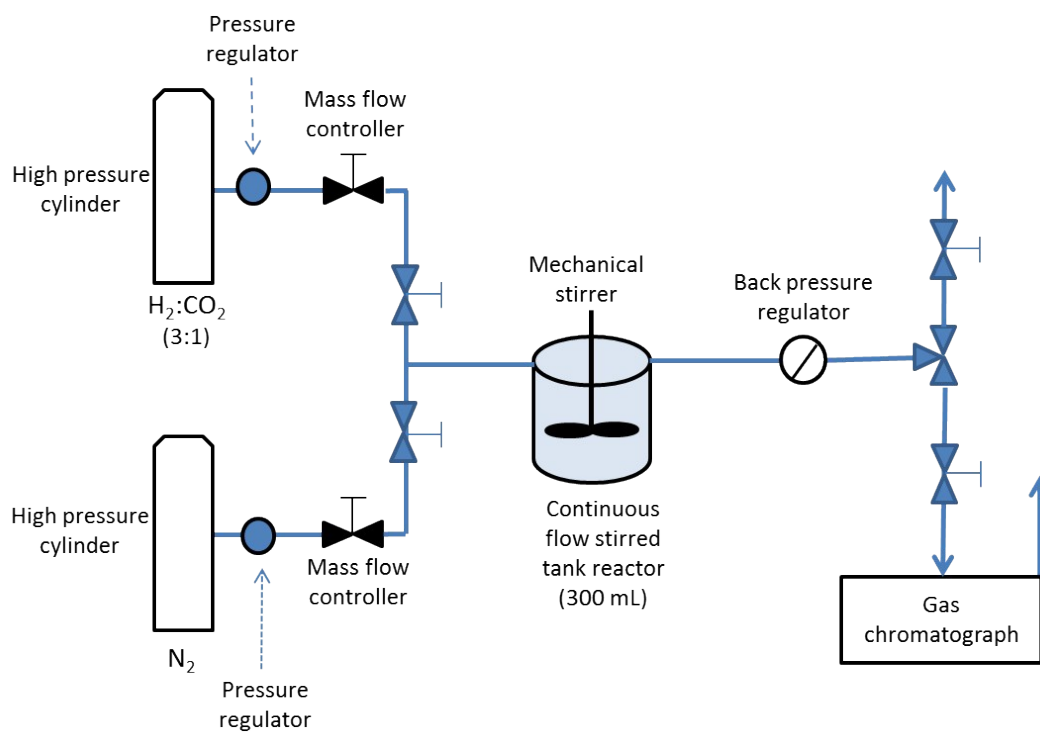 Pressure
regulator
Mass flow
controller
High pressure
cylinder
H₂:CO₂
(3:1)
Mechanical
stirrer
Back pressure
regulator
High pressure
cylinder
N₂
Mass flow
controller
Pressure
regulator
Continuous
flow stirred
tank reactor
(300 mL)
Gas
chromatograph